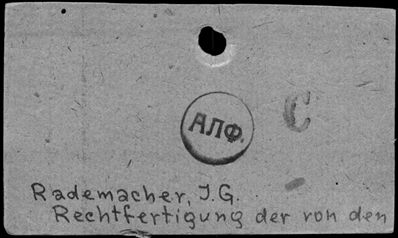 АЛФ.
C
Rademacher, J.G.
Rechtfertigung der von den